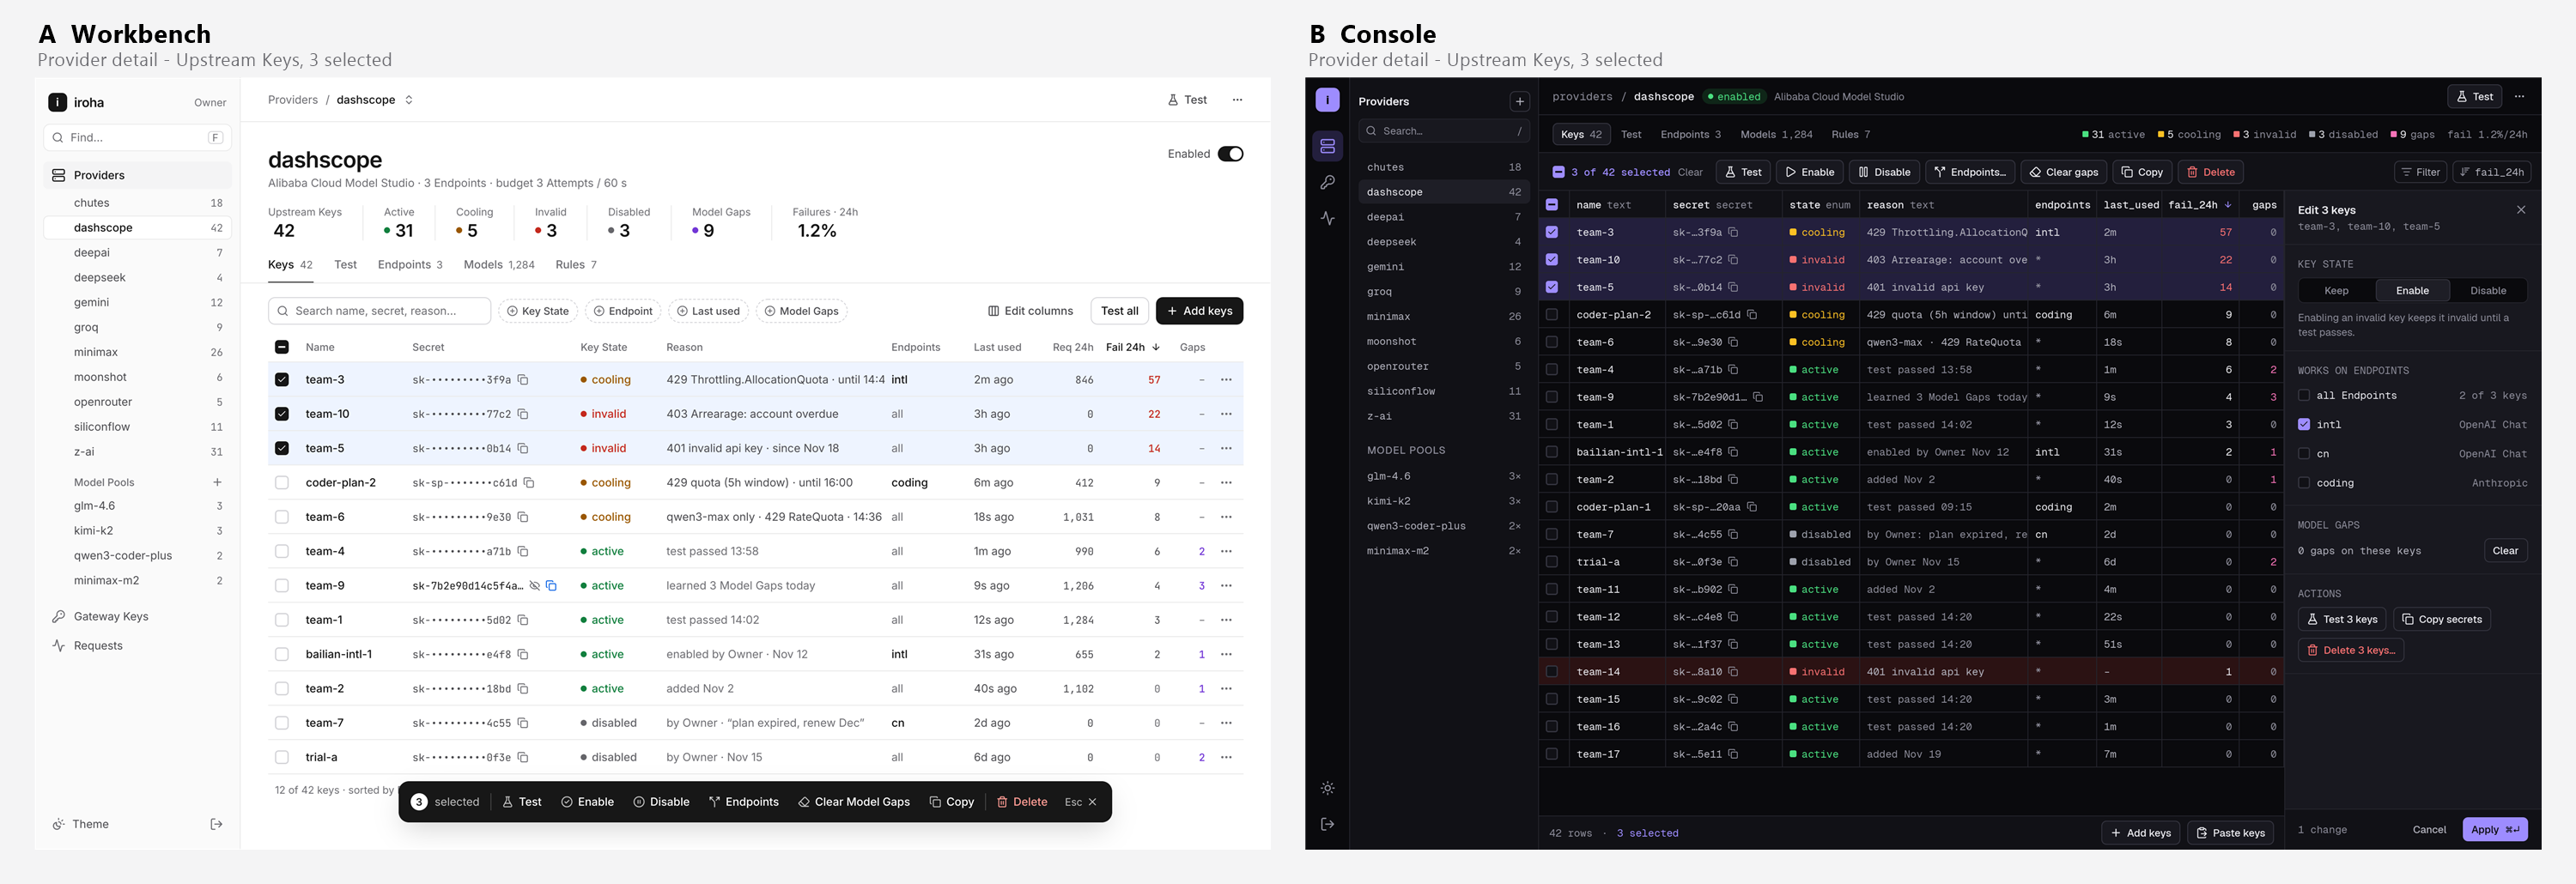 A Workbench
Provider detail - Upstream Keys, 3 selected
i iroha Owner
Find... F
Providers
chutes 18
dashscope 42
deepai 7
deepseek 4
gemini 12
groq 9
minimax 26
moonshot 6
openrouter 5
siliconflow 11
z-ai 31
Model Pools +
glm-4.6 3
kimi-k2 3
qwen3-coder-plus 2
minimax-m2 2
Gateway Keys
Requests
Theme
Providers / dashscope Test ...
dashscope Enabled
Alibaba Cloud Model Studio · 3 Endpoints · budget 3 Attempts / 60 s
Upstream Keys Active Cooling Invalid Disabled Model Gaps Failures · 24h
42 31 5 3 3 9 1.2%
Keys 42 Test Endpoints 3 Models 1,284 Rules 7
Search name, secret, reason... Key State Endpoint Last used Model Gaps Edit columns Test all + Add keys
Name Secret Key State Reason Endpoints Last used Req 24h Fail 24h ↓ Gaps
team-3 sk-•••••••••3f9a cooling 429 Throttling.AllocationQuota · until 14:4 intl 2m ago 846 57 – ...
team-10 sk-•••••••••77c2 invalid 403 Arrearage: account overdue all 3h ago 0 22 – ...
team-5 sk-•••••••••0b14 invalid 401 invalid api key · since Nov 18 all 3h ago 0 14 – ...
coder-plan-2 sk-sp-•••••••c61d cooling 429 quota (5h window) · until 16:00 coding 6m ago 412 9 – ...
team-6 sk-•••••••••9e30 cooling qwen3-max only · 429 RateQuota · 14:36 all 18s ago 1,031 8 – ...
team-4 sk-•••••••••a71b active test passed 13:58 all 1m ago 990 6 2 ...
team-9 sk-7b2e90d14c5f4a… active learned 3 Model Gaps today all 9s ago 1,206 4 3 ...
team-1 sk-•••••••••5d02 active test passed 14:02 all 12s ago 1,284 3 – ...
bailian-intl-1 sk-•••••••••e4f8 active enabled by Owner · Nov 12 intl 31s ago 655 2 1 ...
team-2 sk-•••••••••18bd active added Nov 2 all 40s ago 1,102 0 1 ...
team-7 sk-•••••••••4c55 disabled by Owner · “plan expired, renew Dec” cn 2d ago 0 0 – ...
trial-a sk-•••••••••0f3e disabled by Owner · Nov 15 all 6d ago 0 0 2 ...
12 of 42 keys · sorted by
3 selected Test Enable Disable Endpoints Clear Model Gaps Copy Delete Esc ×
B Console
Provider detail - Upstream Keys, 3 selected
i
Providers +
Search… /
chutes 18
dashscope 42
deepai 7
deepseek 4
gemini 12
groq 9
minimax 26
moonshot 6
openrouter 5
siliconflow 11
z-ai 31
MODEL POOLS
glm-4.6 3×
kimi-k2 3×
qwen3-coder-plus 2×
minimax-m2 2×
providers / dashscope enabled Alibaba Cloud Model Studio Test ...
Keys 42 Test Endpoints 3 Models 1,284 Rules 7 31 active 5 cooling 3 invalid 3 disabled 9 gaps fail 1.2%/24h
3 of 42 selected Clear Test Enable Disable Endpoints… Clear gaps Copy Delete Filter fail_24h
name text secret secret state enum reason text endpoints last_used fail_24h ↓ gaps
team-3 sk-…3f9a cooling 429 Throttling.AllocationQ intl 2m 57 0
team-10 sk-…77c2 invalid 403 Arrearage: account ove * 3h 22 0
team-5 sk-…0b14 invalid 401 invalid api key * 3h 14 0
coder-plan-2 sk-sp-…c61d cooling 429 quota (5h window) unti coding 6m 9 0
team-6 sk-…9e30 cooling qwen3-max · 429 RateQuota * 18s 8 0
team-4 sk-…a71b active test passed 13:58 * 1m 6 2
team-9 sk-7b2e90d1… active learned 3 Model Gaps today * 9s 4 3
team-1 sk-…5d02 active test passed 14:02 * 12s 3 0
bailian-intl-1 sk-…e4f8 active enabled by Owner Nov 12 intl 31s 2 1
team-2 sk-…18bd active added Nov 2 * 40s 0 1
coder-plan-1 sk-sp-…20aa active test passed 09:15 coding 2m 0 0
team-7 sk-…4c55 disabled by Owner: plan expired, re cn 2d 0 0
trial-a sk-…0f3e disabled by Owner Nov 15 * 6d 0 2
team-11 sk-…b902 active added Nov 2 * 4m 0 0
team-12 sk-…c4e8 active test passed 14:20 * 22s 0 0
team-13 sk-…1f37 active test passed 14:20 * 51s 0 0
team-14 sk-…8a10 invalid 401 invalid api key * – 1 0
team-15 sk-…9c02 active test passed 14:20 * 3m 0 0
team-16 sk-…2a4c active test passed 14:20 * 1m 0 0
team-17 sk-…5e11 active added Nov 19 * 7m 0 0
42 rows · 3 selected + Add keys Paste keys
Edit 3 keys ×
team-3, team-10, team-5
KEY STATE
Keep Enable Disable
Enabling an invalid key keeps it invalid until a
test passes.
WORKS ON ENDPOINTS
all Endpoints 2 of 3 keys
intl OpenAI Chat
cn OpenAI Chat
coding Anthropic
MODEL GAPS
0 gaps on these keys Clear
ACTIONS
Test 3 keys Copy secrets
Delete 3 keys…
1 change Cancel Apply ⌘↵